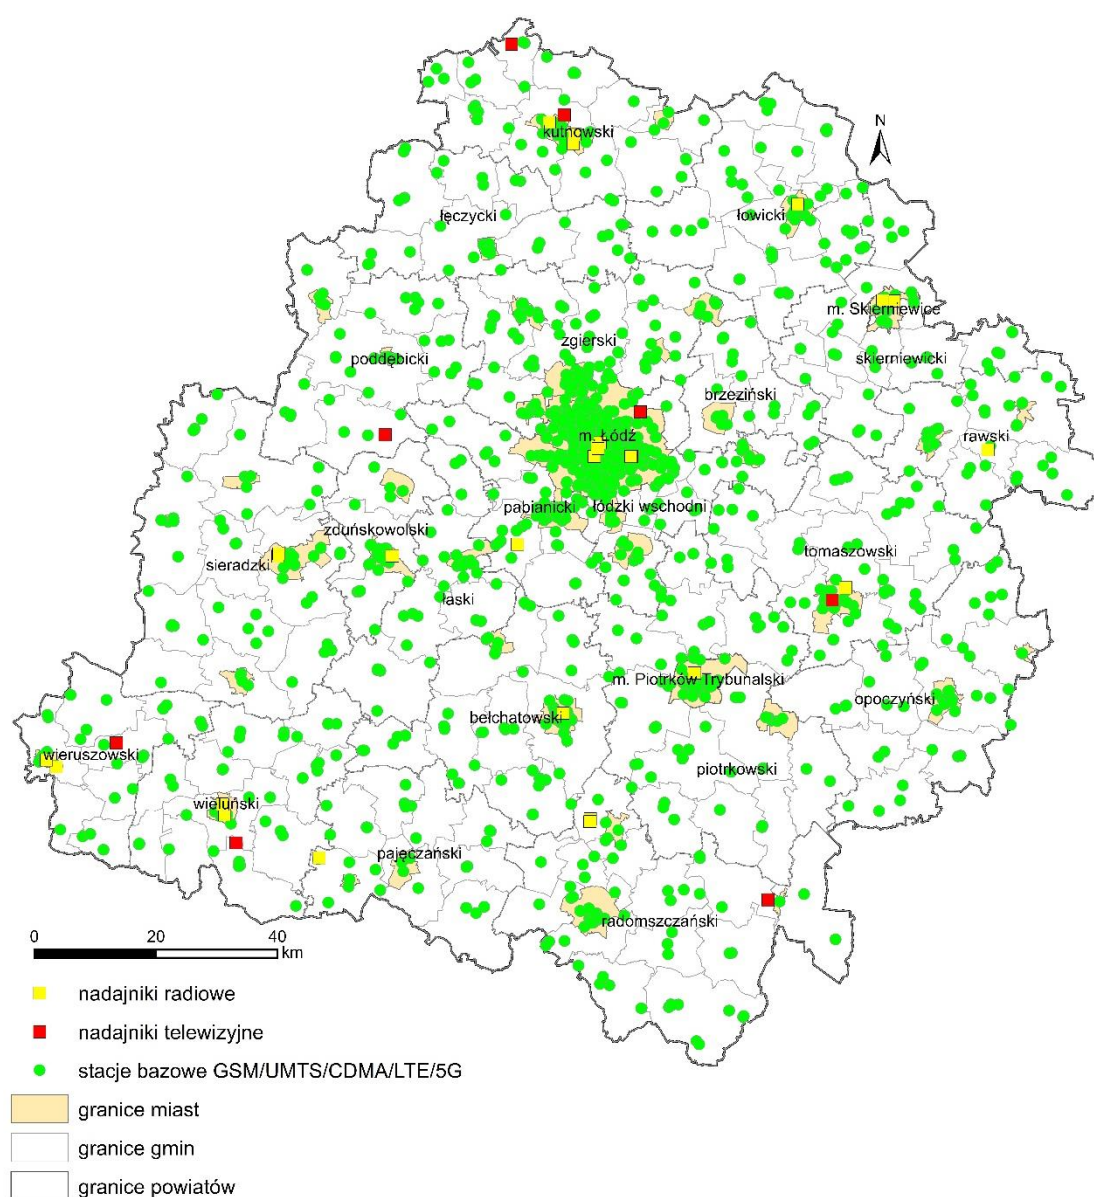 N
kutnowski
łęczycki
łowicki
m. Skierniewice
zgierski
poddębicki
skierniewicki
brzeziński
m. Łódź
rawski
pabianicki
łódzki wschodni
zduńskowolski
sieradzki
tomaszowski
łaski
m. Piotrków Trybunalski
opoczyński
bełchatowski
wieruszowski
piotrkowski
wieluński
pajęczański
radomszczański
0 20 40
km
nadajniki radiowe
nadajniki telewizyjne
stacje bazowe GSM/UMTS/CDMA/LTE/5G
granice miast
granice gmin
granice powiatów